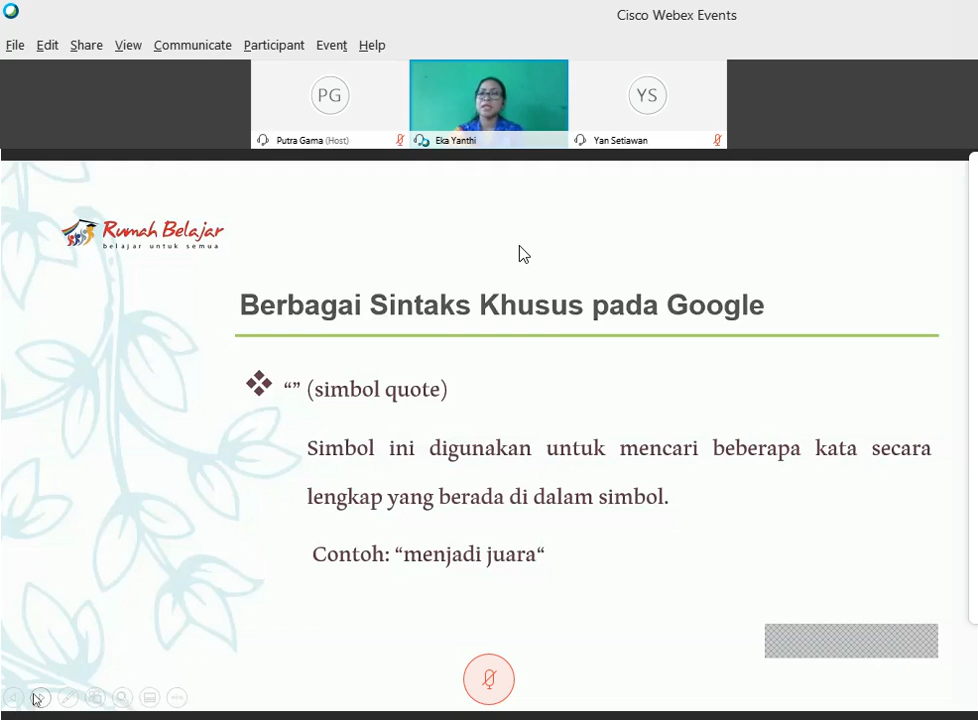 Cisco Webex Events
File Edit Share View Communicate Participant Event Help
PG
YS
Putra Gama (Host)
Eka Yanthi
Yan Setiawan
Rumah Belajar
belajar untuk semua
Berbagai Sintaks Khusus pada Google
“” (simbol quote)
Simbol ini digunakan untuk mencari beberapa kata secara
lengkap yang berada di dalam simbol.
Contoh: “menjadi juara“